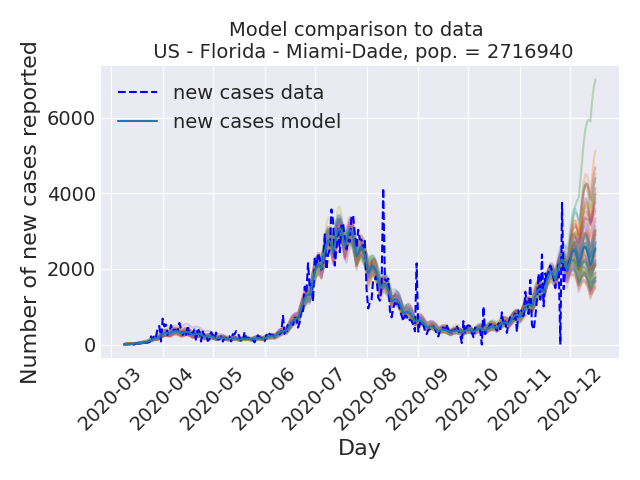 Model comparison to data
US - Florida - Miami-Dade, pop. = 2716940
new cases data
new cases model
Number of new cases reported
6000
4000
2000
0
2020-03
2020-04
2020-05
2020-06
2020-07
2020-08
2020-09
2020-10
2020-11
2020-12
Day